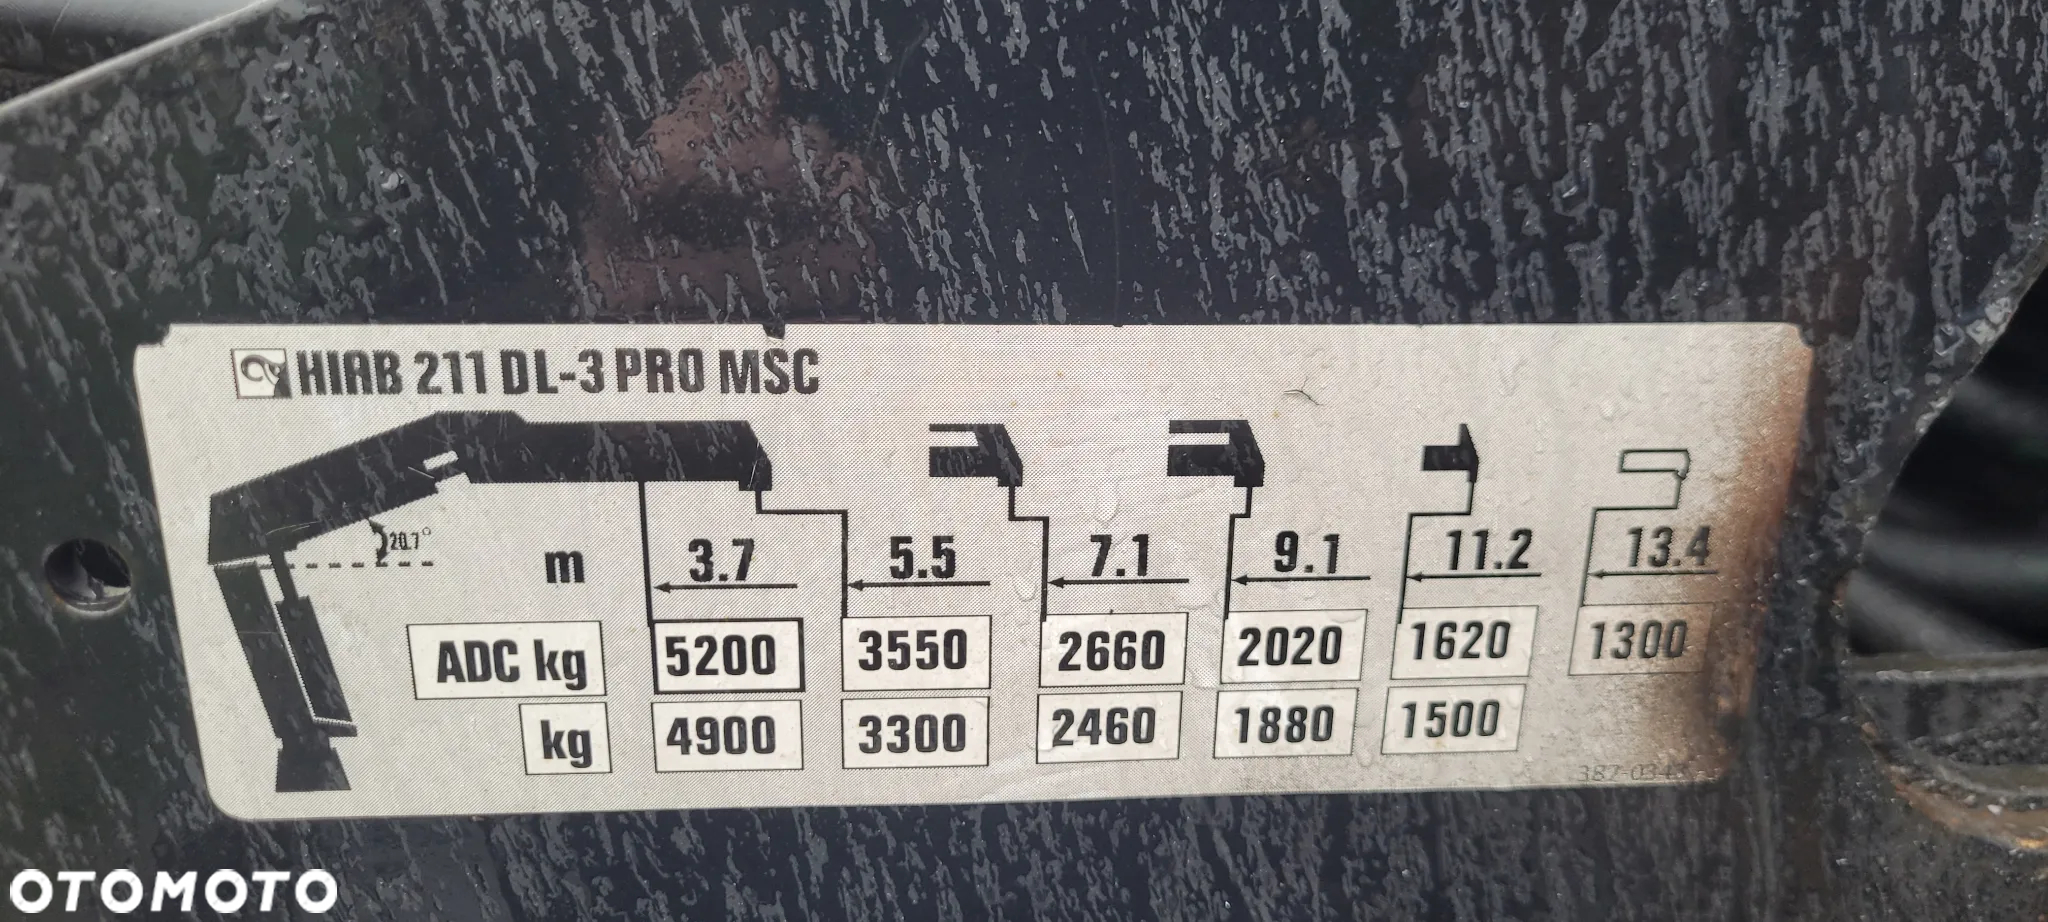 HIAB 211 DL-3 PRO MSC
20.7°
m 3.7 5.5 7.1 9.1 11.2 13.4
ADC kg 5200 3550 2660 2020 1620 1300
kg 4900 3300 2460 1880 1500
OTOMOTO